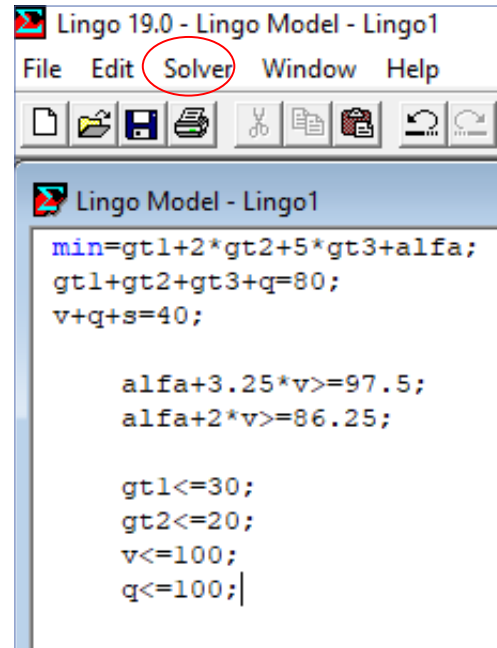 Lingo 19.0 - Lingo Model - Lingo1
File Edit Solver Window Help
Lingo Model - Lingo1
min=gt1+2*gt2+5*gt3+alfa;
gt1+gt2+gt3+q=80;
v+q+s=40;
alfa+3.25*v>=97.5;
alfa+2*v>=86.25;
gt1<=30;
gt2<=20;
v<=100;
q<=100;